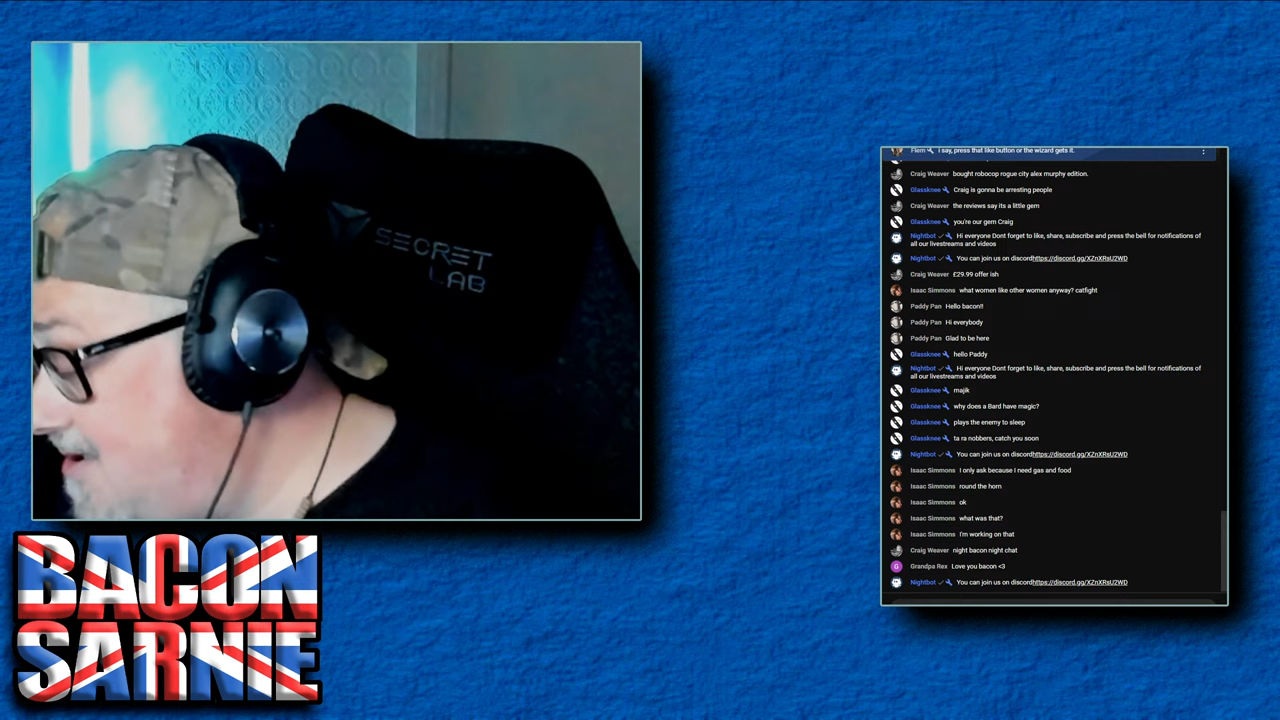 SECRET
LAB
BACON
SARNIE
Flem i say, press that like button or the wizard gets it.
Craig Weaver bought robocop rogue city alex murphy edition.
Glassknee Craig is gonna be arresting people
Craig Weaver the reviews say its a little gem
Glassknee you're our gem Craig
Nightbot Hi everyone Dont forget to like, share, subscribe and press the bell for notifications of
all our livestreams and videos
Nightbot You can join us on discordhttps://discord.gg/XZnXRsU2WD
Craig Weaver £29.99 offer ish
Isaac Simmons what women like other women anyway? catfight
Paddy Pan Hello bacon!!
Paddy Pan Hi everybody
Paddy Pan Glad to be here
Glassknee hello Paddy
Nightbot Hi everyone Dont forget to like, share, subscribe and press the bell for notifications of
all our livestreams and videos
Glassknee majik
Glassknee why does a Bard have magic?
Glassknee plays the enemy to sleep
Glassknee ta ra nobbers, catch you soon
Nightbot You can join us on discordhttps://discord.gg/XZnXRsU2WD
Isaac Simmons I only ask because I need gas and food
Isaac Simmons round the horn
Isaac Simmons ok
Isaac Simmons what was that?
Isaac Simmons I'm working on that
Craig Weaver night bacon night chat
G Grandpa Rex Love you bacon <3
Nightbot You can join us on discordhttps://discord.gg/XZnXRsU2WD